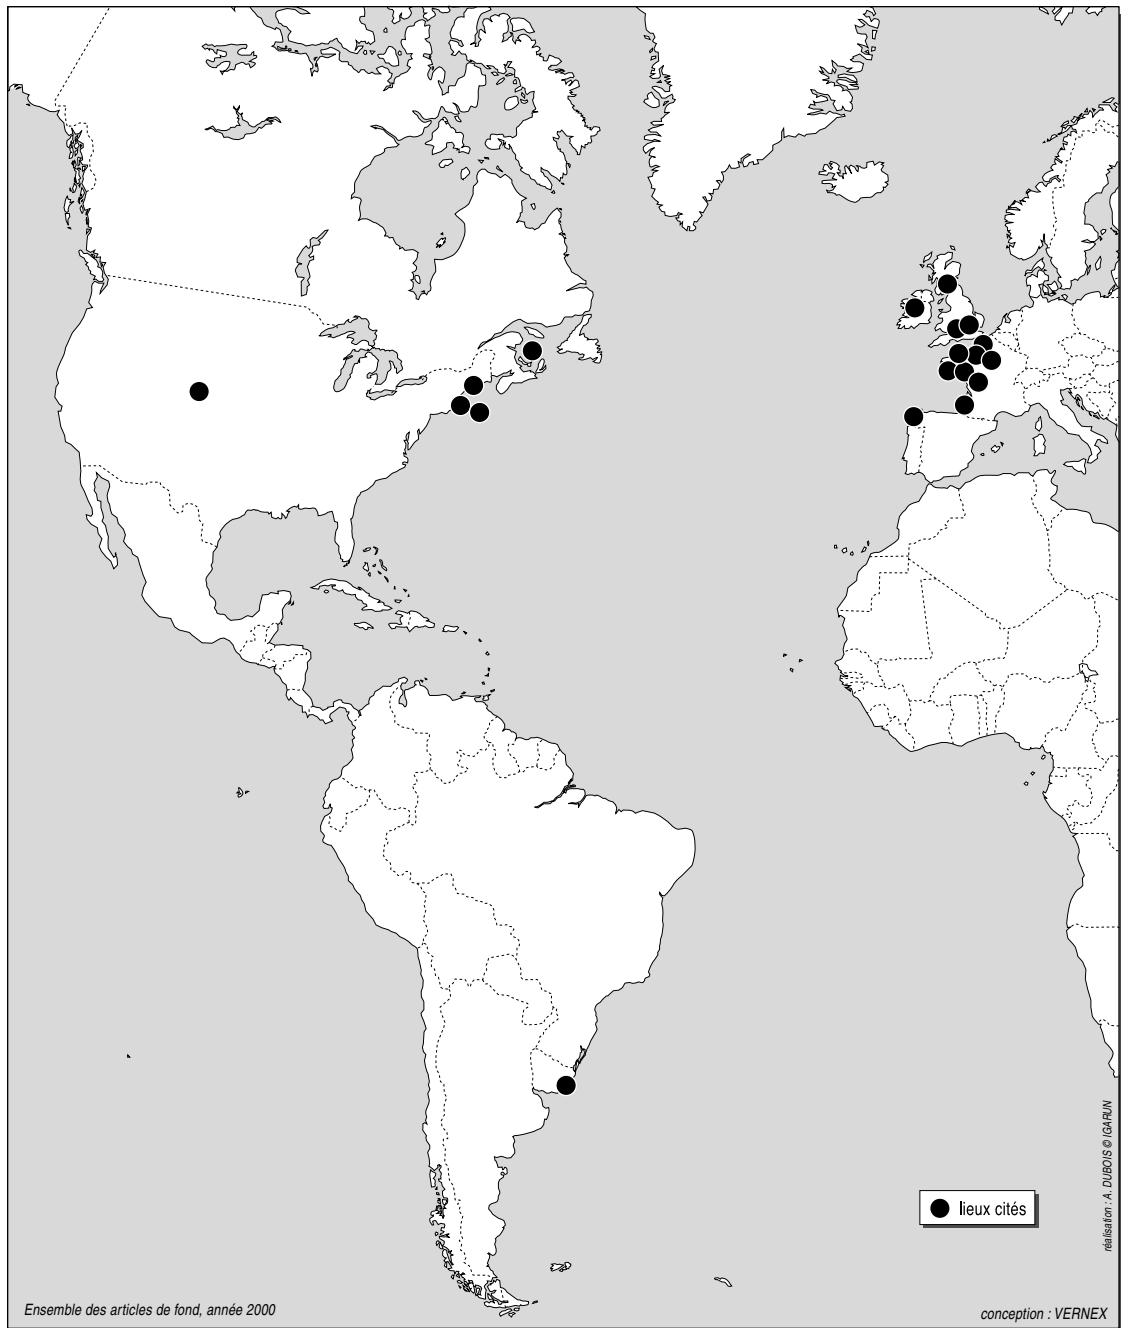 lieux cités
réalisation : A. DUBOIS © IGARUN
Ensemble des articles de fond, année 2000
conception : VERNEX